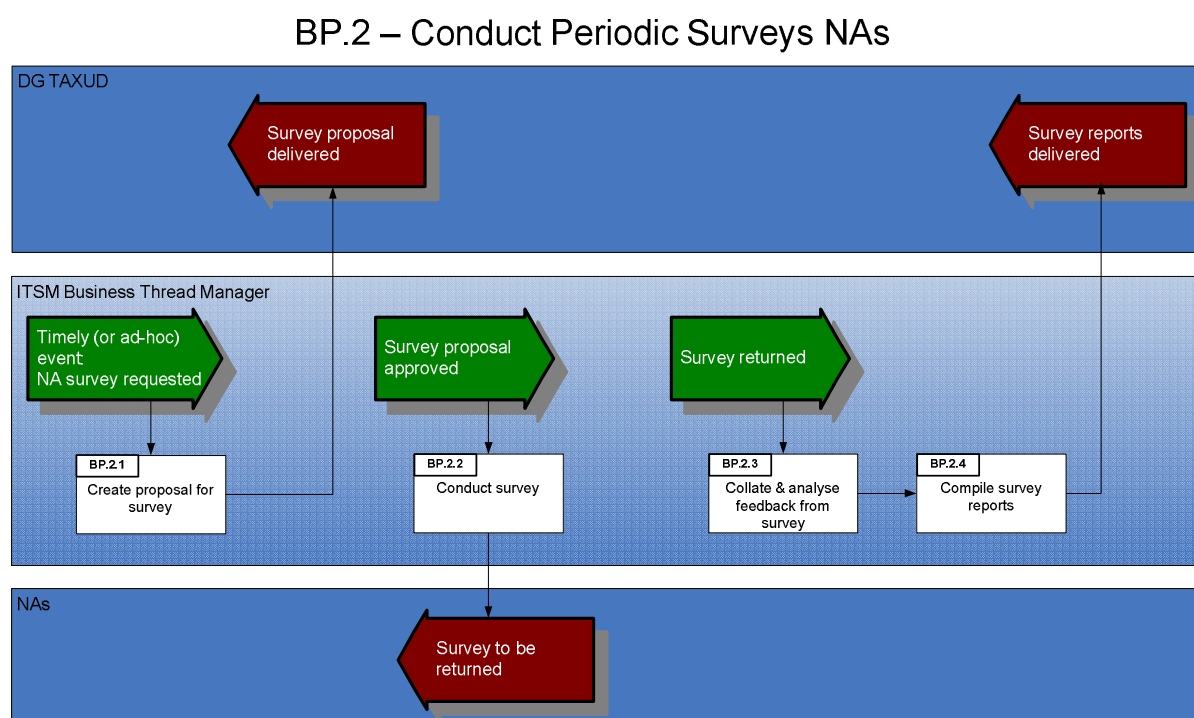 BP.2 – Conduct Periodic Surveys NAs
DG TAXUD
Survey proposal
delivered
Survey reports
delivered
ITSM Business Thread Manager
Timely (or ad-hoc)
event:
NA survey requested
Survey proposal
approved
Survey returned
BP.2.1
Create proposal for
survey
BP.2.2
Conduct survey
BP.2.3
Collate & analyse
feedback from
survey
BP.2.4
Compile survey
reports
NAs
Survey to be
returned